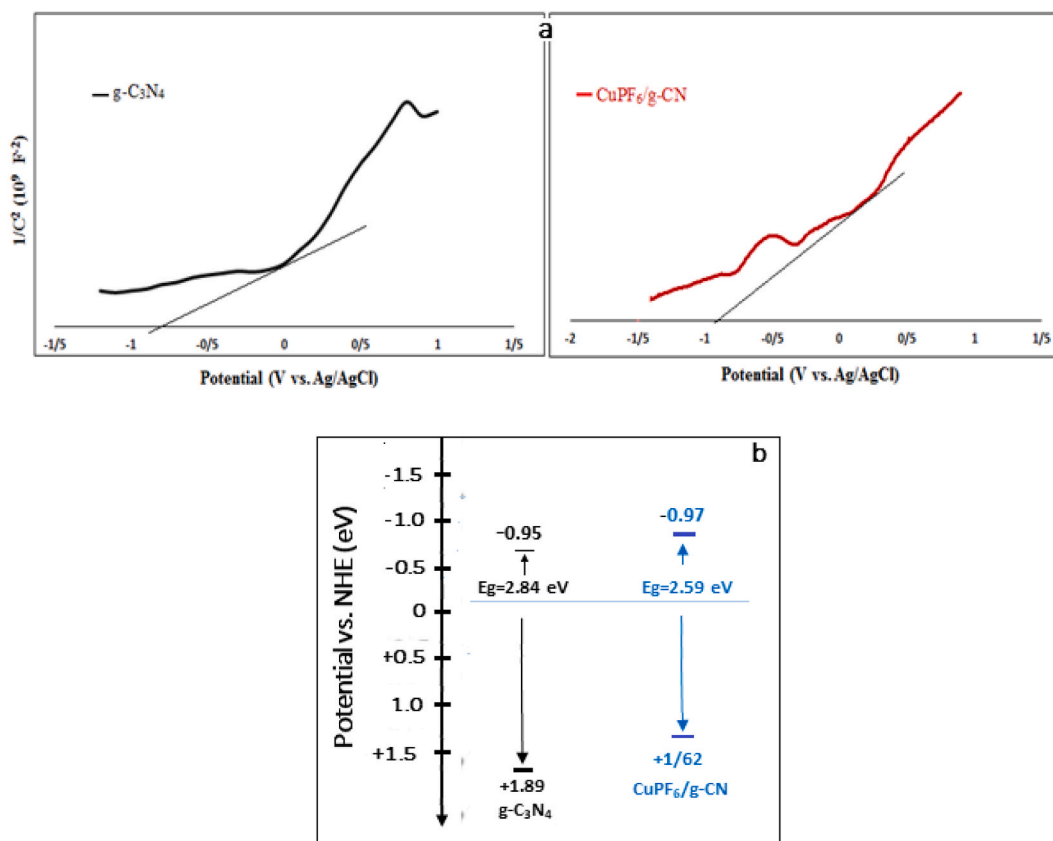 a
g-C₃N₄
1/C² (10⁹ F⁻²)
-1/5 -1 -0/5 0 0/5 1 1/5
Potential (V vs. Ag/AgCl)
CuPF₆/g-CN
-2 -1/5 -1 -0/5 0 0/5 1 1/5
Potential (V vs. Ag/AgCl)
b
Potential vs. NHE (eV)
-1.5
-1.0
-0.5
0
+0.5
1.0
+1.5
-0.95
Eg=2.84 eV
+1.89
g-C₃N₄
-0.97
Eg=2.59 eV
+1/62
CuPF₆/g-CN